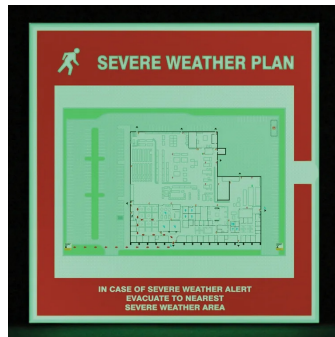 SEVERE WEATHER PLAN
IN CASE OF SEVERE WEATHER ALERT
EVACUATE TO NEAREST
SEVERE WEATHER AREA